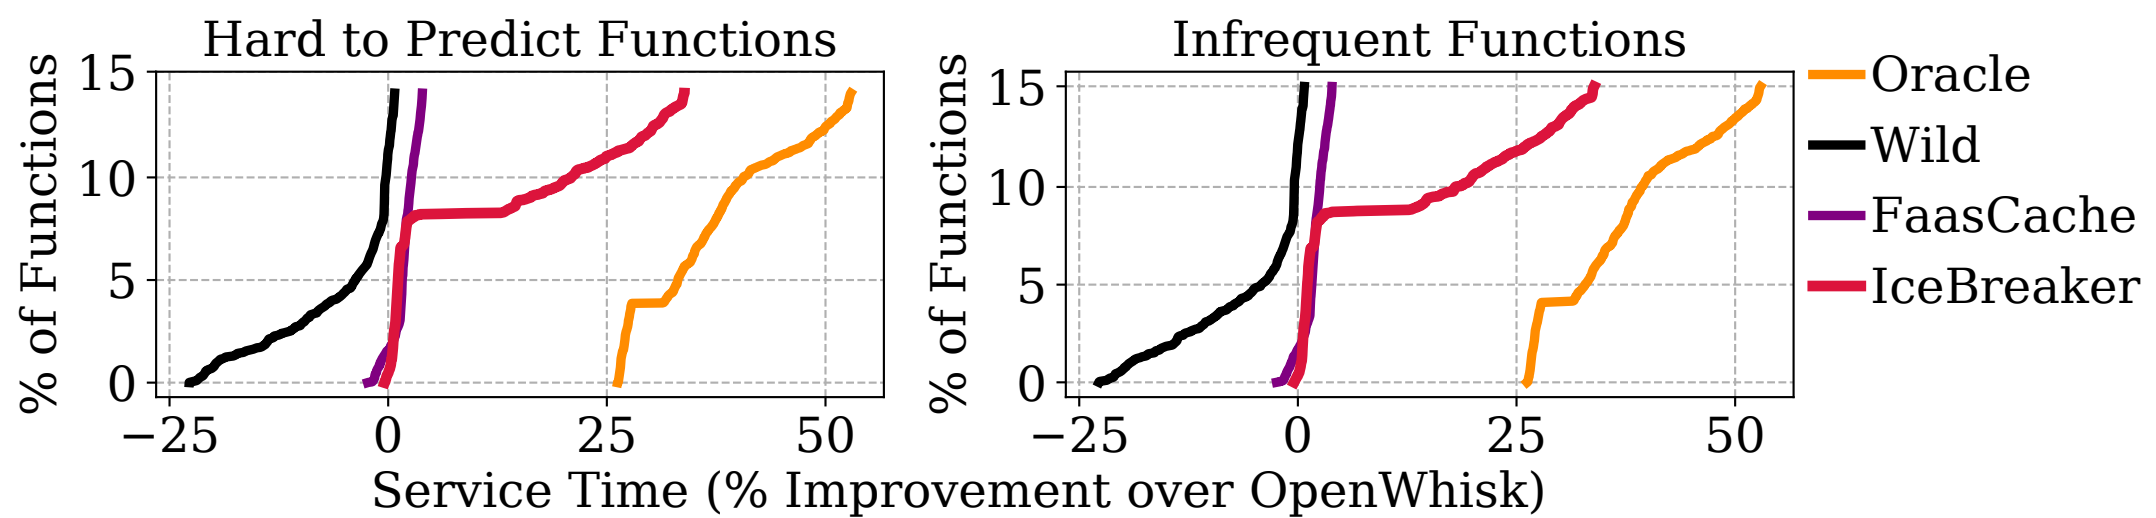 Hard to Predict Functions
% of Functions
15
10
5
0
−25 0 25 50
Infrequent Functions
% of Functions
15
10
5
0
−25 0 25 50
Service Time (% Improvement over OpenWhisk)
Oracle
Wild
FaasCache
IceBreaker